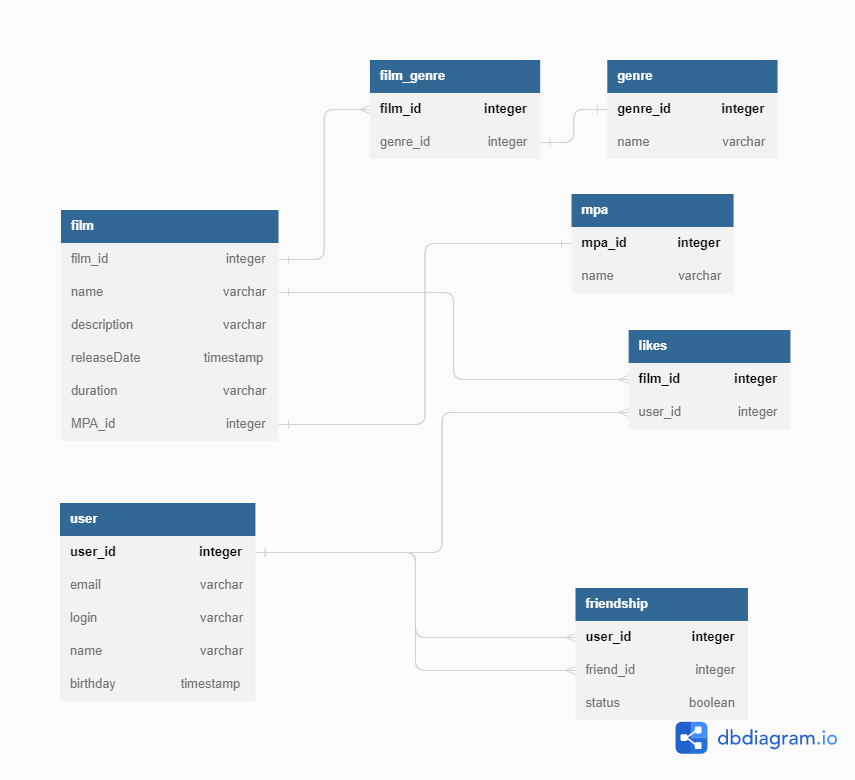 film_genre
film_id integer
genre_id integer
genre
genre_id integer
name varchar
mpa
mpa_id integer
name varchar
film
film_id integer
name varchar
description varchar
releaseDate timestamp
duration varchar
MPA_id integer
likes
film_id integer
user_id integer
user
user_id integer
email varchar
login varchar
name varchar
birthday timestamp
friendship
user_id integer
friend_id integer
status boolean
dbdiagram.io